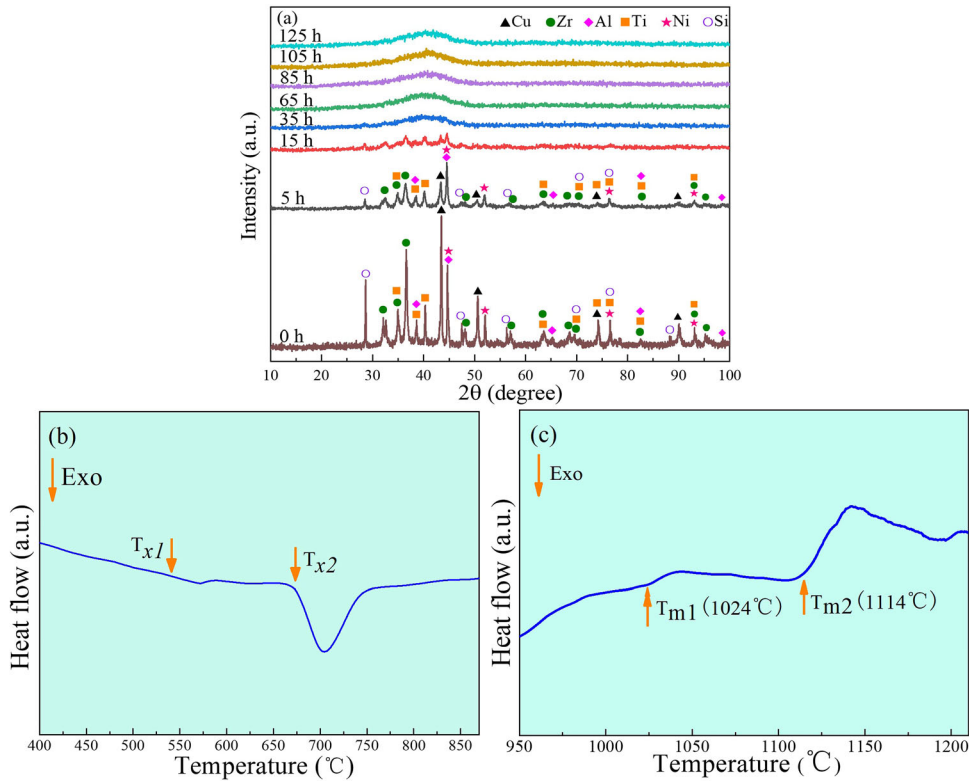 (a)
Cu Zr Al Ti Ni Si
125 h
105 h
85 h
65 h
35 h
15 h
5 h
0 h
Intensity (a.u.)
10 20 30 40 50 60 70 80 90 100
2θ (degree)
(b)
Exo
Tx1
Tx2
Heat flow (a.u.)
400 450 500 550 600 650 700 750 800 850
Temperature (℃)
(c)
Exo
Tm1 (1024℃)
Tm2 (1114℃)
Heat flow (a.u.)
950 1000 1050 1100 1150 1200
Temperature (℃)